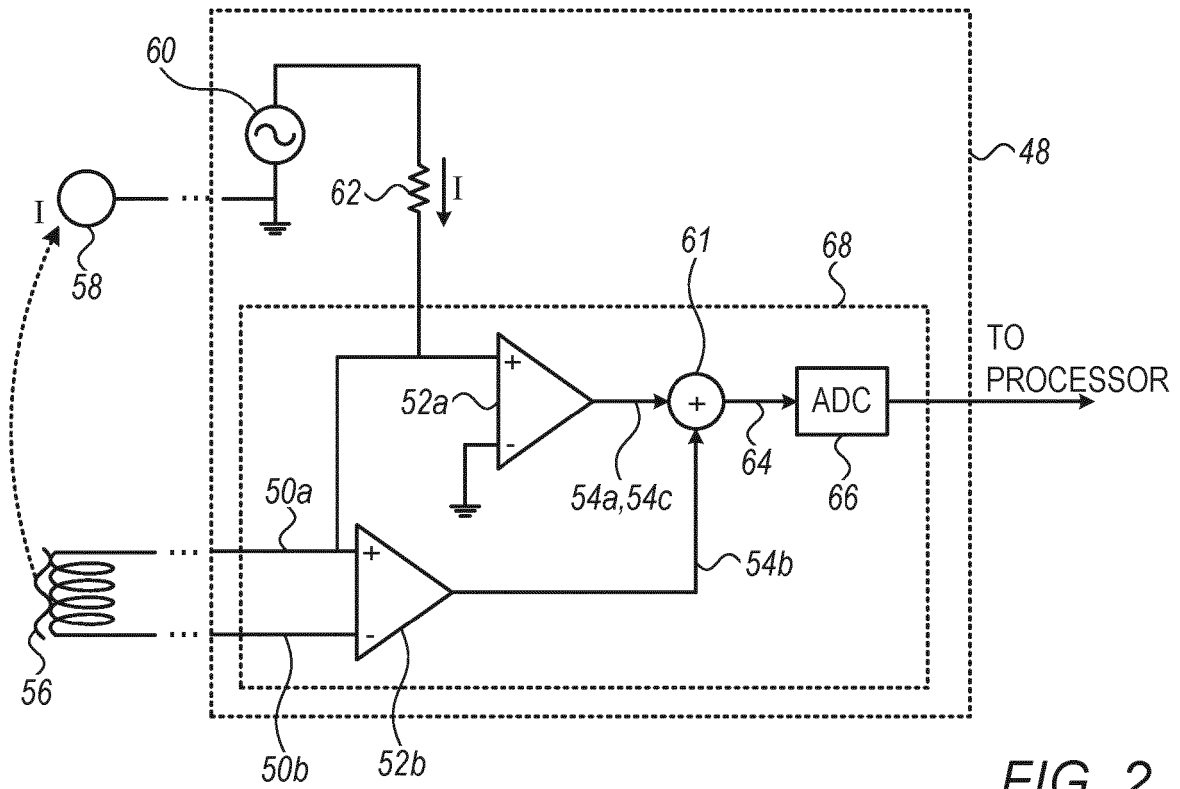 60
48
I
62
I
58
61
68
TO
PROCESSOR
+
52a
-
+
ADC
64
66
54a,54c
50a
+
54b
-
56
50b
52b
FIG. 2